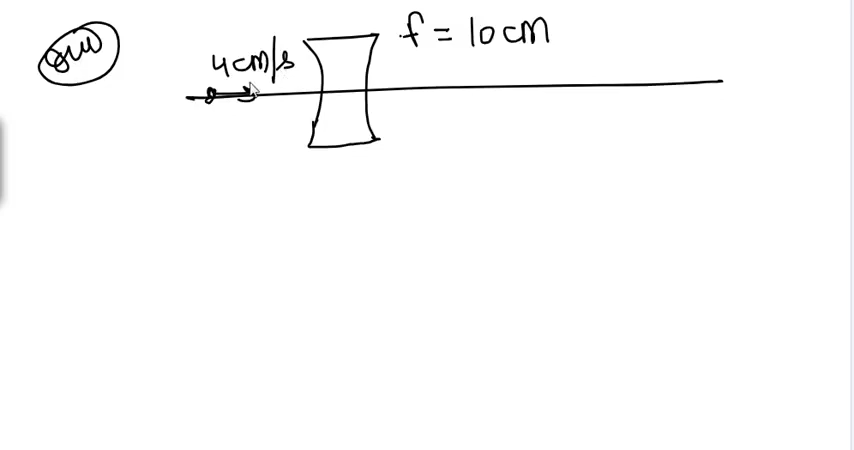 4cm/s
f = 10cm